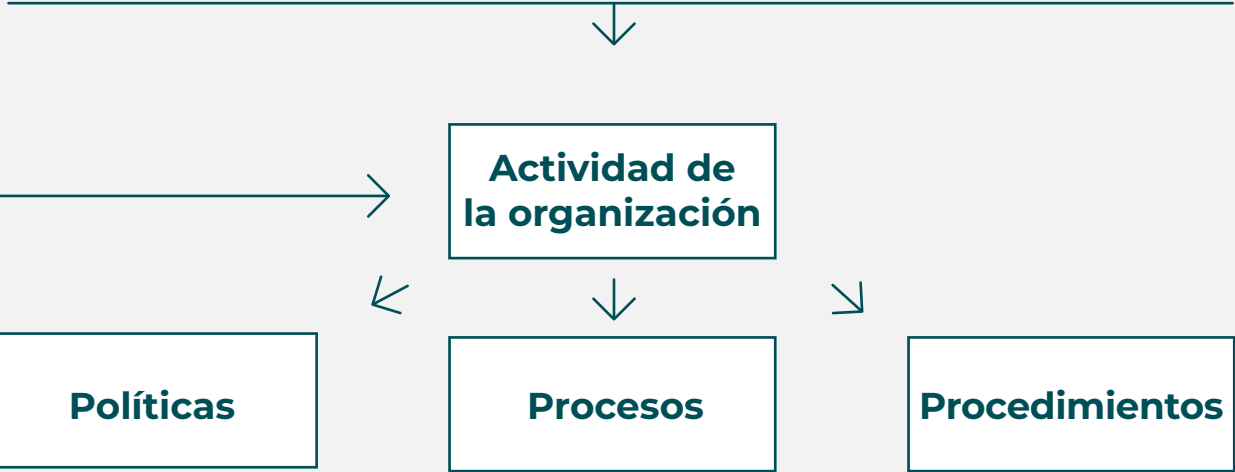 Actividad de
la organización
Políticas
Procesos
Procedimientos